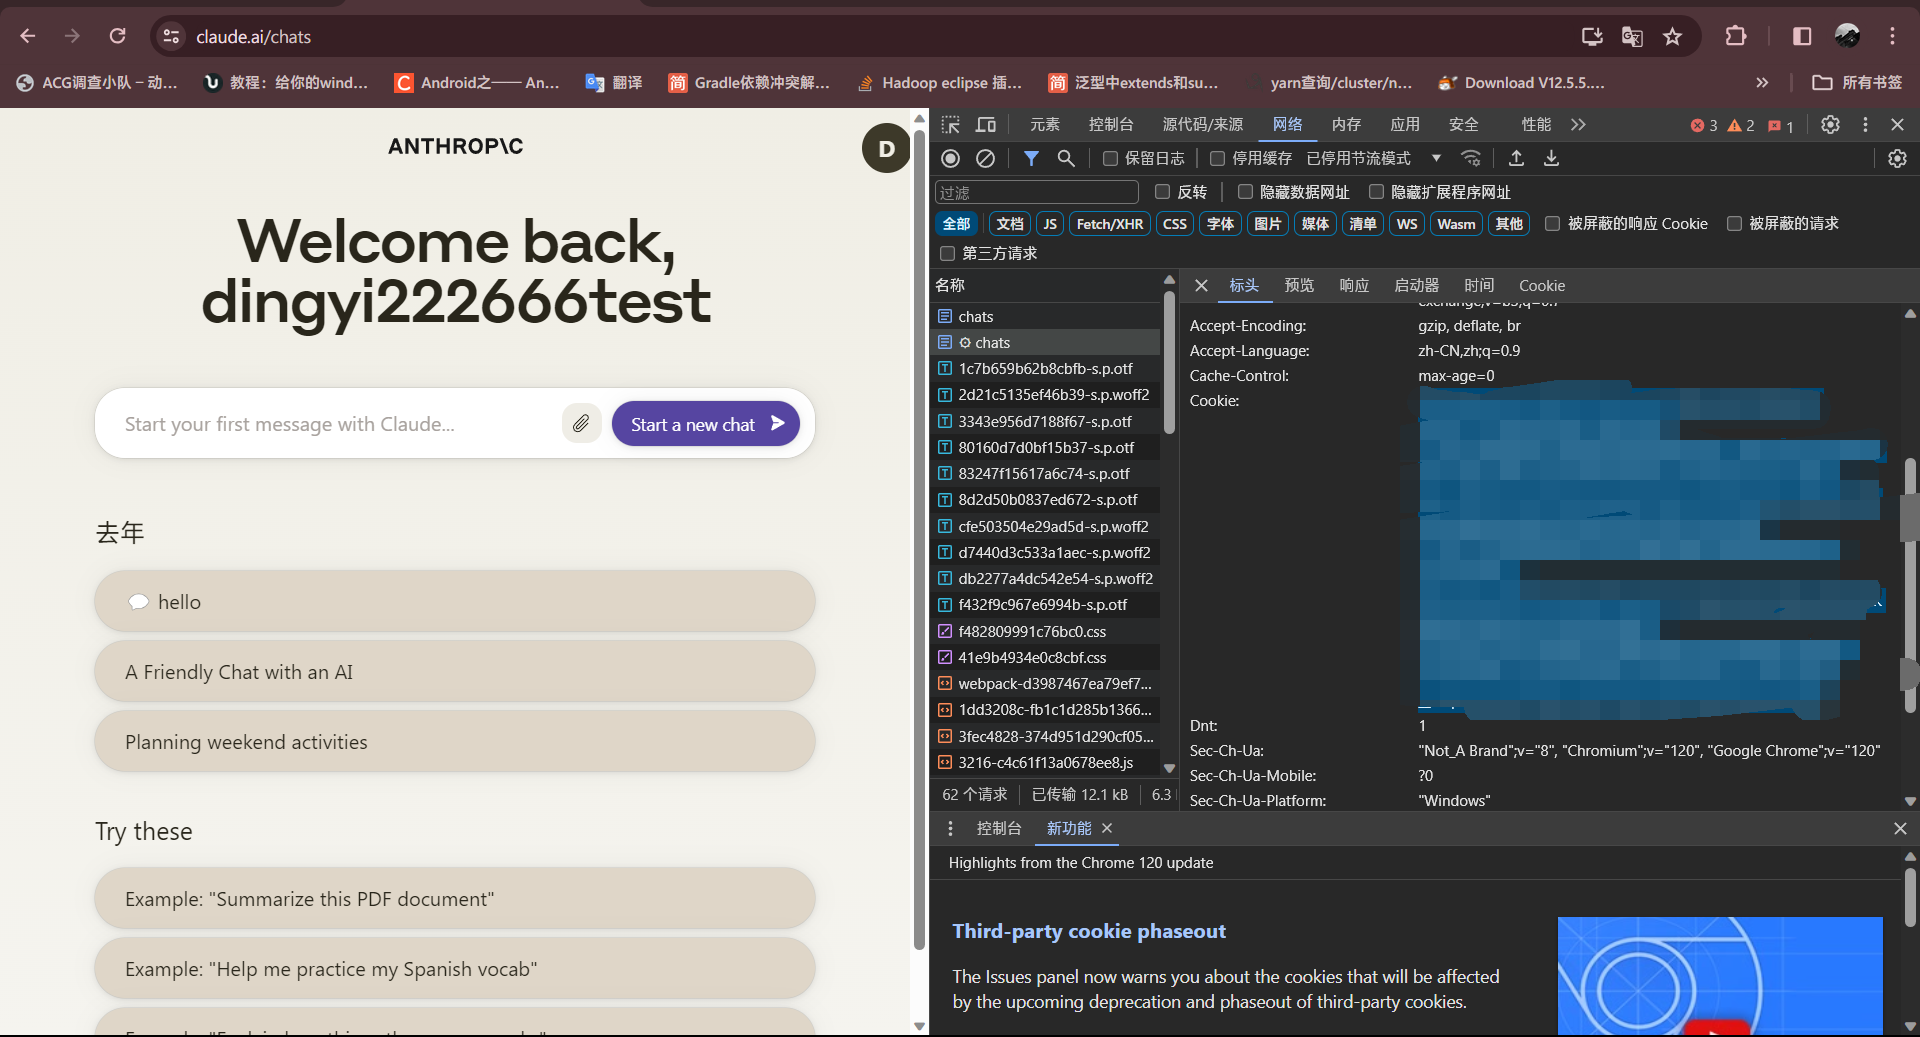 claude.ai/chats
ACG调查小队 – 动...
教程：给你的wind...
Android之—— An...
翻译
Gradle依赖冲突解...
Hadoop eclipse 插...
泛型中extends和su...
yarn查询/cluster/n...
Download V12.5.5....
»
所有书签
ANTHROP\C
D
Welcome back,
dingyi222666test
Start your first message with Claude...
Start a new chat
去年
hello
A Friendly Chat with an AI
Planning weekend activities
Try these
Example: "Summarize this PDF document"
Example: "Help me practice my Spanish vocab"
元素
控制台
源代码/来源
网络
内存
应用
安全
性能
»
3
2
1
保留日志
停用缓存
已停用节流模式
过滤
反转
隐藏数据网址
隐藏扩展程序网址
全部
文档
JS
Fetch/XHR
CSS
字体
图片
媒体
清单
WS
Wasm
其他
被屏蔽的响应 Cookie
被屏蔽的请求
第三方请求
名称
chats
chats
1c7b659b62b8cbfb-s.p.otf
2d21c5135ef46b39-s.p.woff2
3343e956d7188f67-s.p.otf
80160d7d0bf15b37-s.p.otf
83247f15617a6c74-s.p.otf
8d2d50b0837ed672-s.p.otf
cfe503504e29ad5d-s.p.woff2
d7440d3c533a1aec-s.p.woff2
db2277a4dc542e54-s.p.woff2
f432f9c967e6994b-s.p.otf
f482809991c76bc0.css
41e9b4934e0c8cbf.css
webpack-d3987467ea79ef7...
1dd3208c-fb1c1d285b1366...
3fec4828-374d951d290cf05...
3216-c4c61f13a0678ee8.js
62 个请求
已传输 12.1 kB
6.3
标头
预览
响应
启动器
时间
Cookie
Accept-Encoding: gzip, deflate, br
Accept-Language: zh-CN,zh;q=0.9
Cache-Control: max-age=0
Cookie:
Dnt: 1
Sec-Ch-Ua: "Not_A Brand";v="8", "Chromium";v="120", "Google Chrome";v="120"
Sec-Ch-Ua-Mobile: ?0
Sec-Ch-Ua-Platform: "Windows"
控制台
新功能
Highlights from the Chrome 120 update
Third-party cookie phaseout
The Issues panel now warns you about the cookies that will be affected
by the upcoming deprecation and phaseout of third-party cookies.